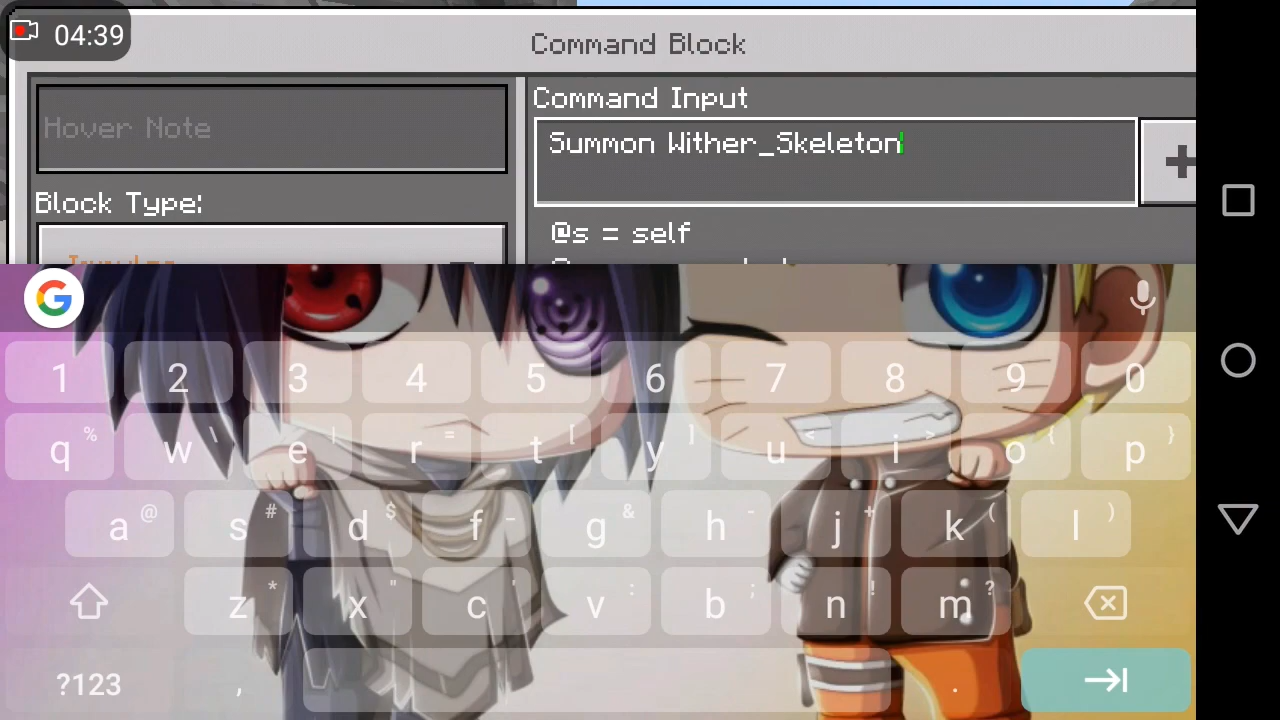 04:39
Command Block
Hover Note
Command Input
Summon Wither_Skeleton
Block Type:
@s = self
1 2 3 4 5 6 7 8 9 0
q % w \ e | r = t [ y ] u < i > o { p }
a @ s # d $ f _ g & h - j + k ( l )
z * x " c ' v : b ; n ! m ?
?123 , .